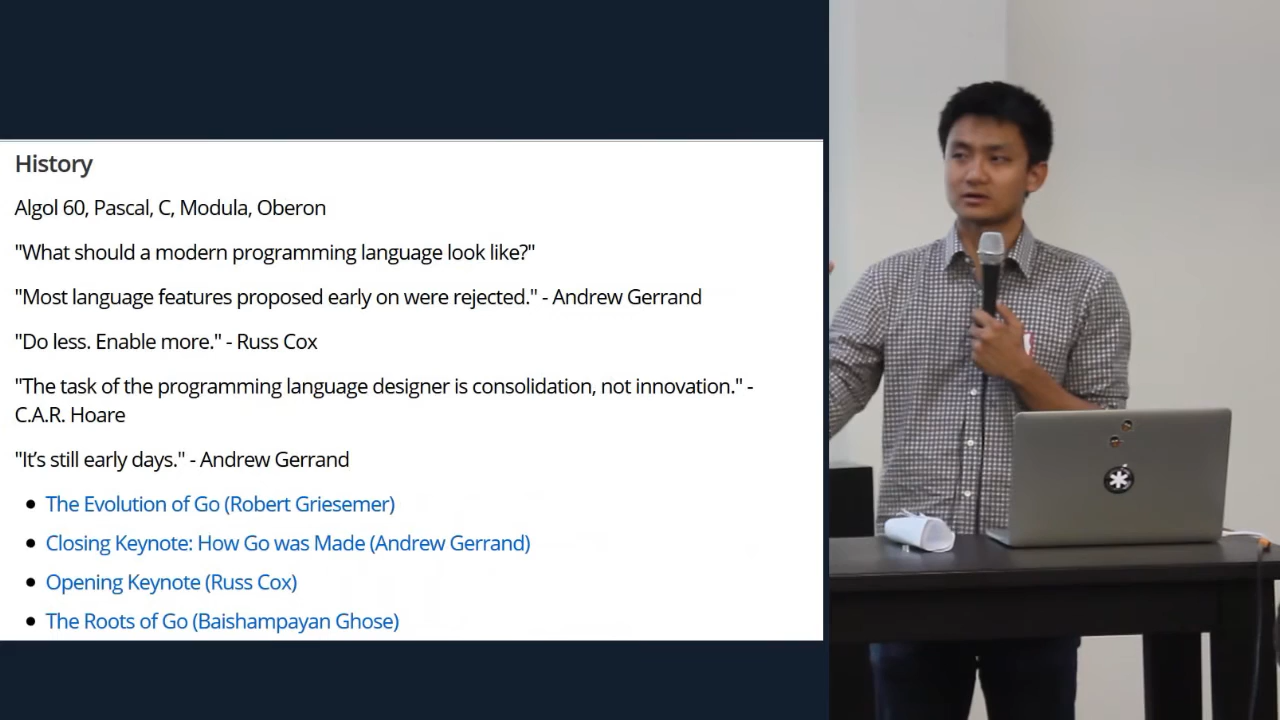 History
Algol 60, Pascal, C, Modula, Oberon
"What should a modern programming language look like?"
"Most language features proposed early on were rejected." - Andrew Gerrand
"Do less. Enable more." - Russ Cox
"The task of the programming language designer is consolidation, not innovation." -
C.A.R. Hoare
"It’s still early days." - Andrew Gerrand
The Evolution of Go (Robert Griesemer)
Closing Keynote: How Go was Made (Andrew Gerrand)
Opening Keynote (Russ Cox)
The Roots of Go (Baishampayan Ghose)